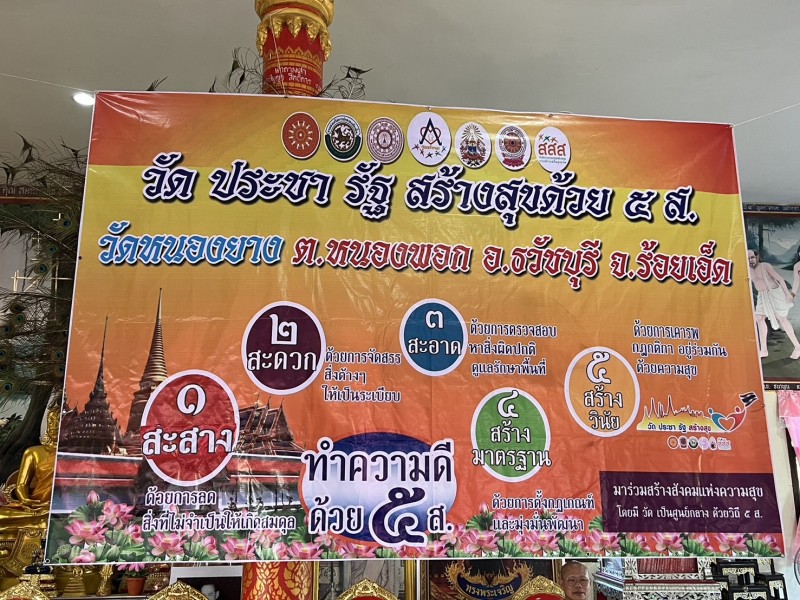 สสส
วัด ประชา รัฐ สร้างสุขด้วย ๕ ส.
วัดหนองยาง ต.หนองพอก อ.ธวัชบุรี จ.ร้อยเอ็ด
๑
สะสาง
ด้วยการลด
สิ่งที่ไม่จำเป็นให้เกิดสมดุล
๒
สะดวก
ด้วยการจัดสรร
สิ่งต่างๆ
ให้เป็นระเบียบ
๓
สะอาด
ด้วยการตรวจสอบ
หาสิ่งผิดปกติ
ดูแลรักษาพื้นที่
๔
สร้าง
มาตรฐาน
ด้วยการตั้งกฎเกณฑ์
และมุ่งมั่นพัฒนา
๕
สร้าง
วินัย
ด้วยการเคารพ
กฎกติกา อยู่ร่วมกัน
ด้วยความสุข
วัด ประชา รัฐ สร้างสุข
ทำความดี
ด้วย ๕ ส.
มาร่วมสร้างสังคมแห่งความสุข
โดยมี วัด เป็นศูนย์กลาง ด้วยวิถี ๕ ส.
ทรงพระเจริญ